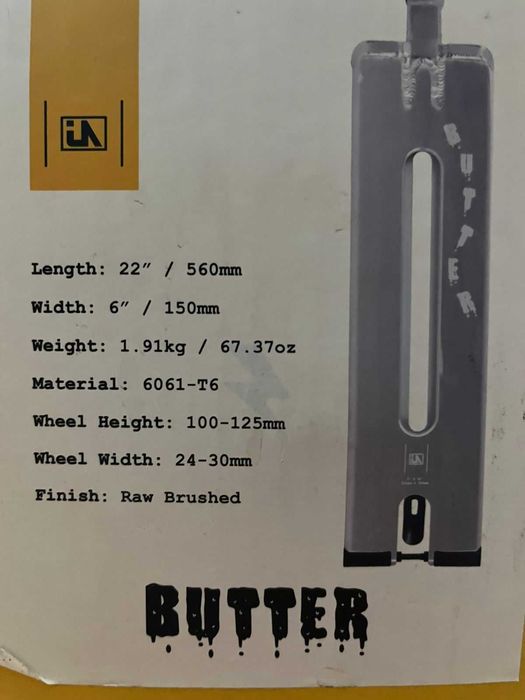 BUTTER
Length: 22" / 560mm
Width: 6" / 150mm
Weight: 1.91kg / 67.37oz
Material: 6061-T6
Wheel Height: 100-125mm
Wheel Width: 24-30mm
Finish: Raw Brushed
BUTTER